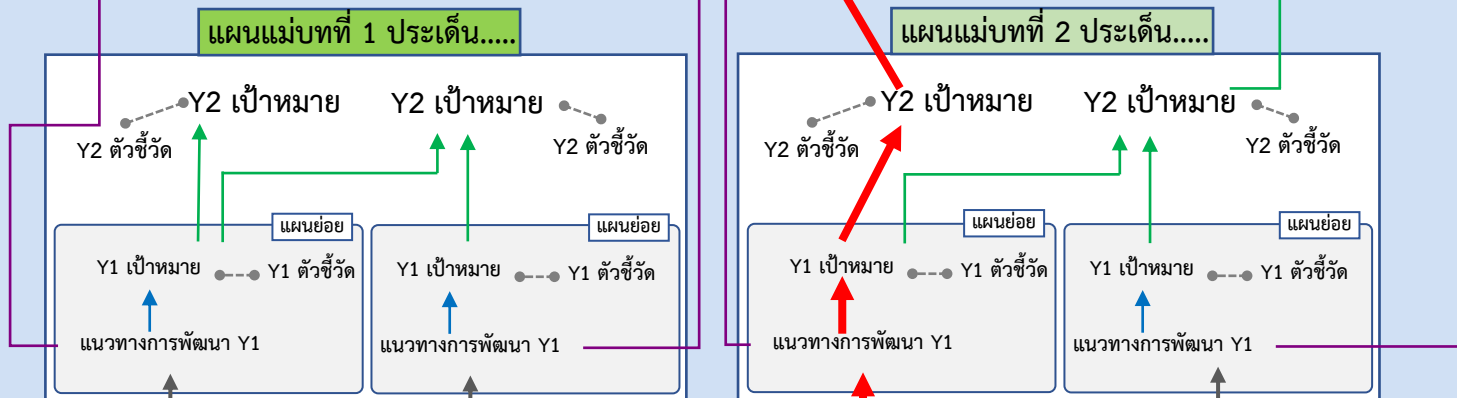 แผนแม่บทที่ 1 ประเด็น.....
Y2 เป้าหมาย
Y2 เป้าหมาย
Y2 ตัวชี้วัด
Y2 ตัวชี้วัด
แผนย่อย
Y1 เป้าหมาย
Y1 ตัวชี้วัด
แนวทางการพัฒนา Y1
แผนย่อย
Y1 เป้าหมาย
Y1 ตัวชี้วัด
แนวทางการพัฒนา Y1
แผนแม่บทที่ 2 ประเด็น.....
Y2 เป้าหมาย
Y2 เป้าหมาย
Y2 ตัวชี้วัด
Y2 ตัวชี้วัด
แผนย่อย
Y1 เป้าหมาย
Y1 ตัวชี้วัด
แนวทางการพัฒนา Y1
แผนย่อย
Y1 เป้าหมาย
Y1 ตัวชี้วัด
แนวทางการพัฒนา Y1